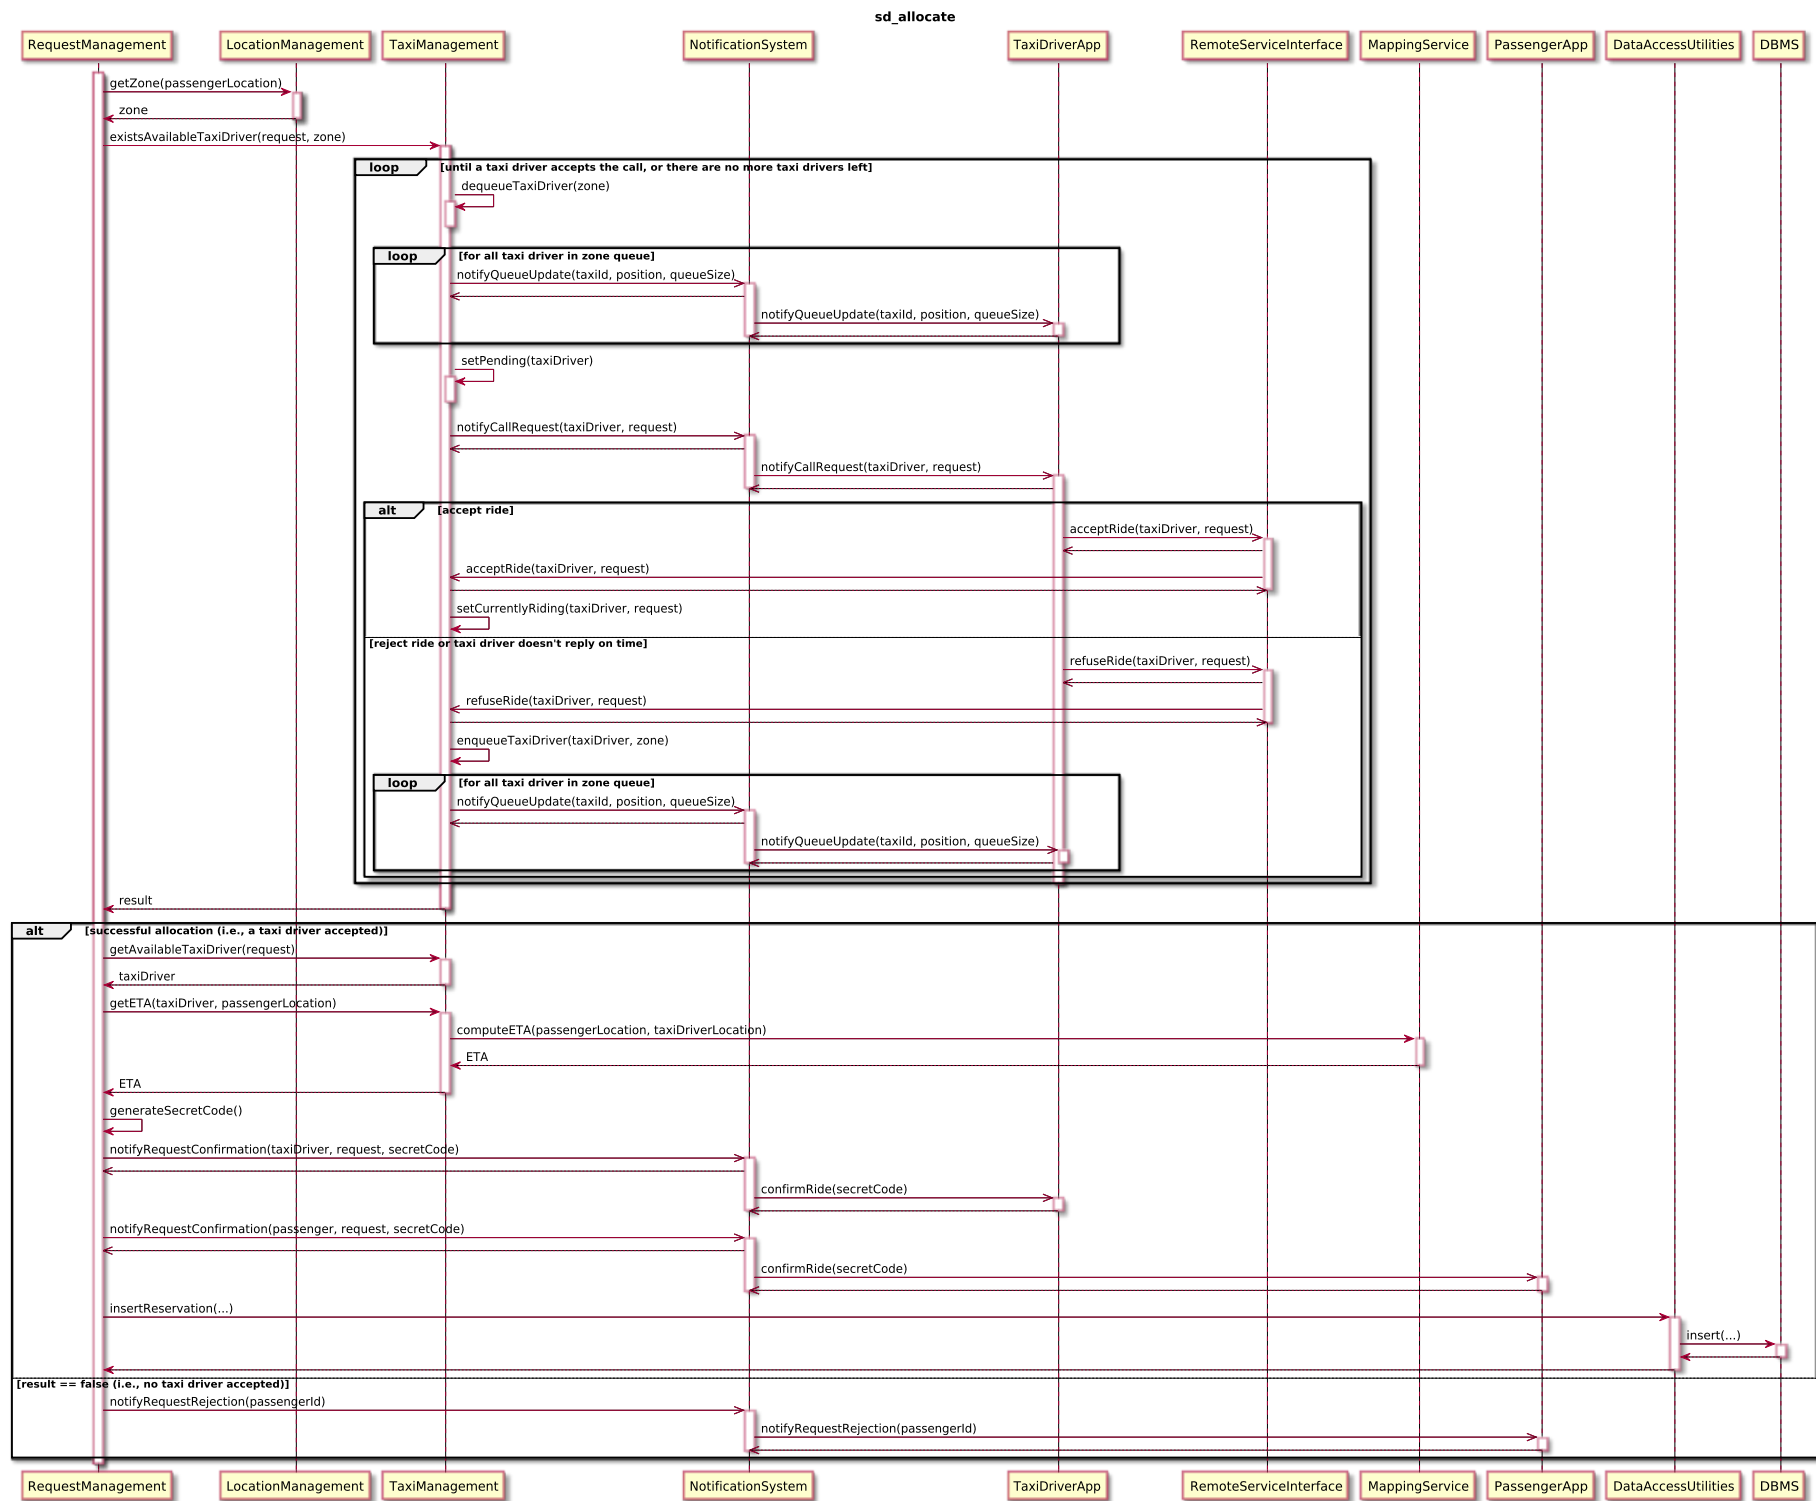 sd_allocate
RequestManagement LocationManagement TaxiManagement NotificationSystem TaxiDriverApp RemoteServiceInterface MappingService PassengerApp DataAccessUtilities DBMS
getZone(passengerLocation)
zone
existsAvailableTaxiDriver(request, zone)
loop [until a taxi driver accepts the call, or there are no more taxi drivers left]
dequeueTaxiDriver(zone)
loop [for all taxi driver in zone queue]
notifyQueueUpdate(taxiId, position, queueSize)
notifyQueueUpdate(taxiId, position, queueSize)
setPending(taxiDriver)
notifyCallRequest(taxiDriver, request)
notifyCallRequest(taxiDriver, request)
alt [accept ride]
acceptRide(taxiDriver, request)
acceptRide(taxiDriver, request)
setCurrentlyRiding(taxiDriver, request)
[reject ride or taxi driver doesn't reply on time]
refuseRide(taxiDriver, request)
refuseRide(taxiDriver, request)
enqueueTaxiDriver(taxiDriver, zone)
loop [for all taxi driver in zone queue]
notifyQueueUpdate(taxiId, position, queueSize)
notifyQueueUpdate(taxiId, position, queueSize)
result
alt [successful allocation (i.e., a taxi driver accepted)]
getAvailableTaxiDriver(request)
taxiDriver
getETA(taxiDriver, passengerLocation)
computeETA(passengerLocation, taxiDriverLocation)
ETA
ETA
generateSecretCode()
notifyRequestConfirmation(taxiDriver, request, secretCode)
confirmRide(secretCode)
notifyRequestConfirmation(passenger, request, secretCode)
confirmRide(secretCode)
insertReservation(...)
insert(...)
[result == false (i.e., no taxi driver accepted)]
notifyRequestRejection(passengerId)
notifyRequestRejection(passengerId)
RequestManagement LocationManagement TaxiManagement NotificationSystem TaxiDriverApp RemoteServiceInterface MappingService PassengerApp DataAccessUtilities DBMS